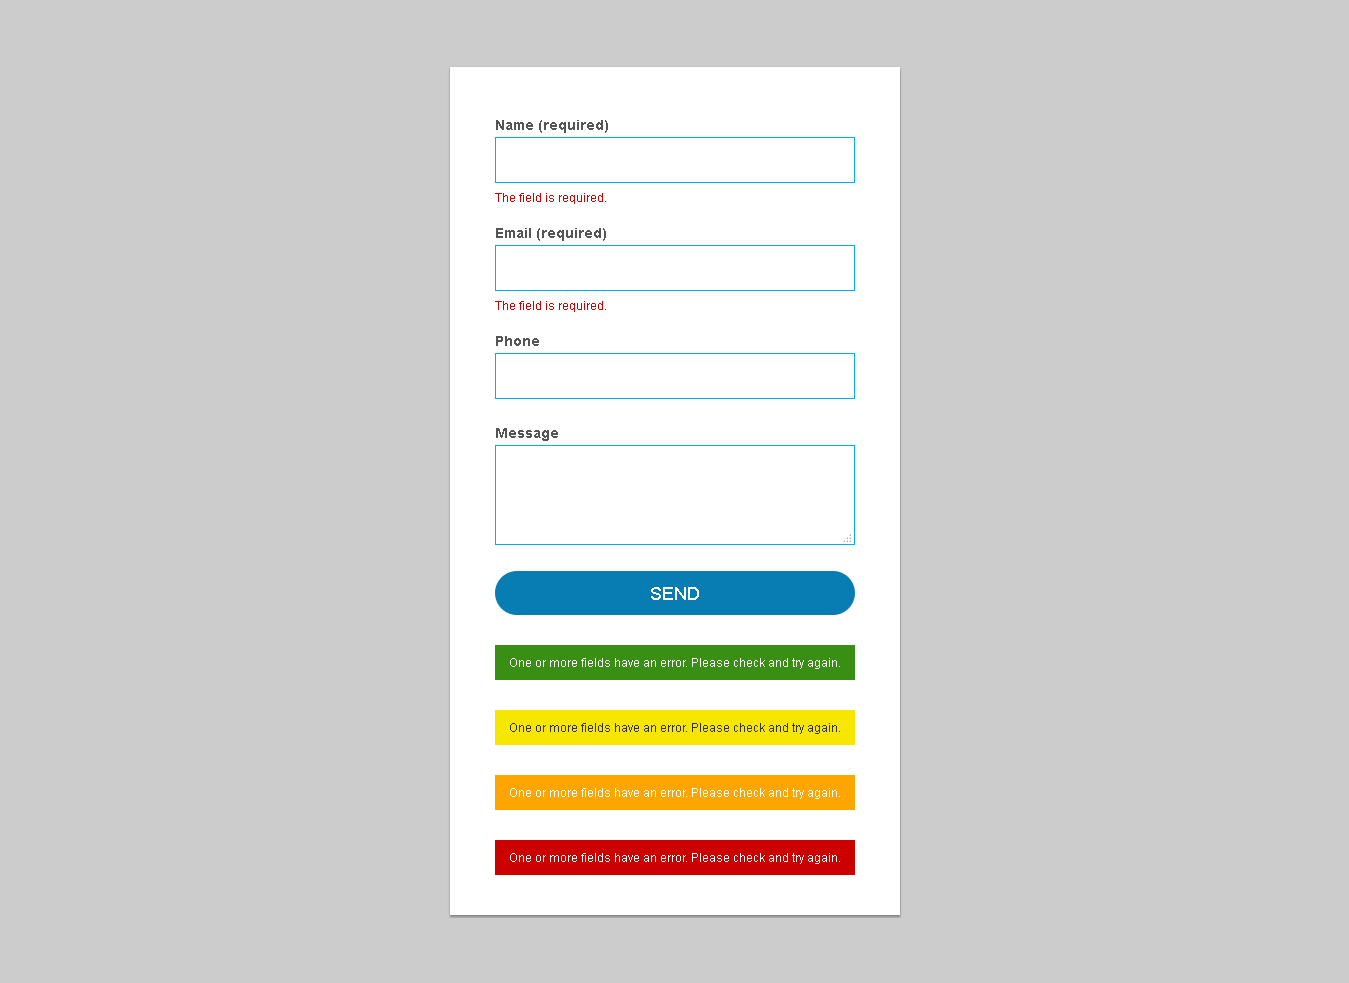 Name (required)
The field is required.
Email (required)
The field is required.
Phone
Message
SEND
One or more fields have an error. Please check and try again.
One or more fields have an error. Please check and try again.
One or more fields have an error. Please check and try again.
One or more fields have an error. Please check and try again.